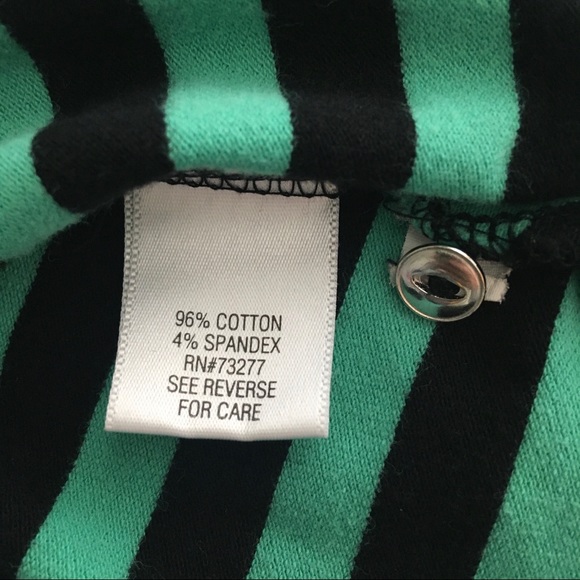 96% COTTON
4% SPANDEX
RN#73277
SEE REVERSE
FOR CARE